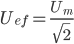 U_{ef} = \frac{U_m}{\sqrt{2}}